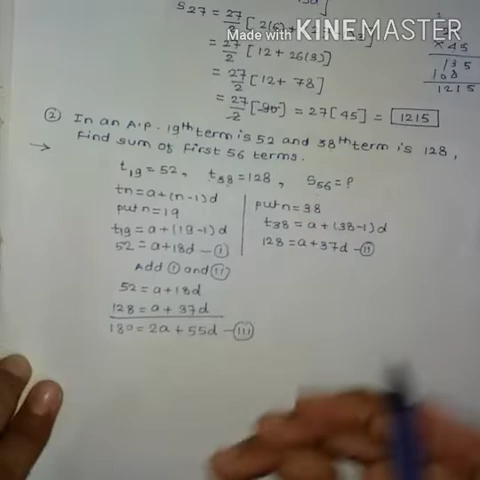 Made with KINEMASTER
S27 = 27/2 [2(6)+
= 27/2 [12 + 26(3)]
= 27/2 [12 + 78]
= 27/2 [90] = 27[45] = 1215
×45
135
108
1215
② In an A.P. 19th term is 52 and 38th term is 128,
Find sum of first 56 terms.
→ t19 = 52, t38 = 128, S56 = ?
tn = a + (n-1)d
put n = 19
t19 = a + (19-1)d
52 = a + 18d — Ⓘ
put n = 38
t38 = a + (38-1)d
128 = a + 37d — Ⓘ Ⓘ
Add Ⓘ and ⒾⒾ
52 = a + 18d
128 = a + 37d
180 = 2a + 55d — ⒾⒾⒾ